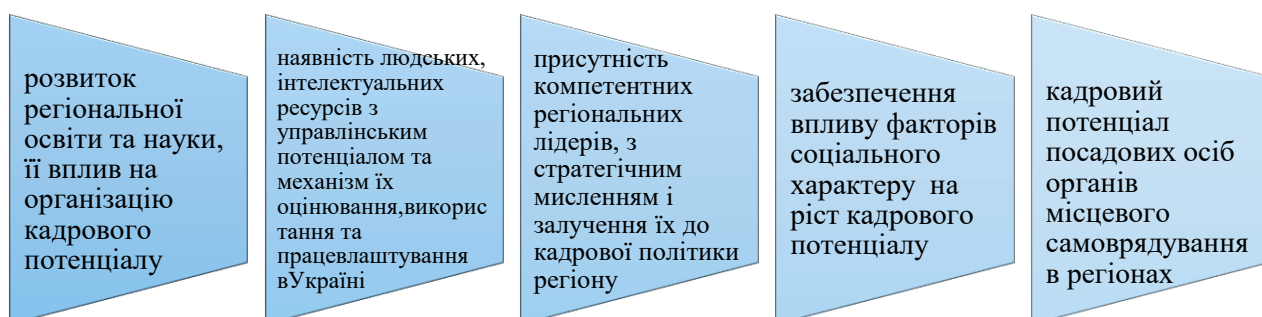 розвиток
регіональної
освіти та науки,
її вплив на
організацію
кадрового
потенціалу
наявність людських,
інтелектуальних
ресурсів з
управлінським
потенціалом та
механізм їх
оцінювання,викорис
тання та
працевлаштування
вУкраїні
присутність
компетентних
регіональних
лідерів, з
стратегічним
мисленням і
залучення їх до
кадрової політики
регіону
забезпечення
впливу факторів
соціального
характеру на
ріст кадрового
потенціалу
кадровий
потенціал
посадових осіб
органів
місцевого
самоврядування
в регіонах